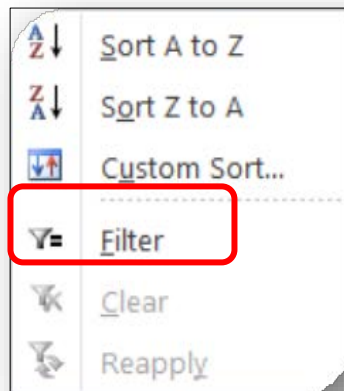 Sort A to Z
Sort Z to A
Custom Sort...
Filter
Clear
Reapply